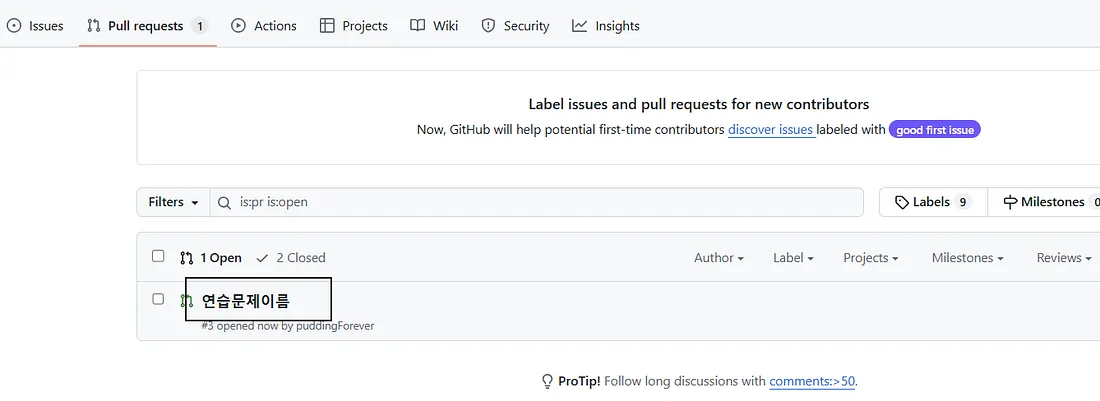 Issues Pull requests 1 Actions Projects Wiki Security Insights
Label issues and pull requests for new contributors
Now, GitHub will help potential first-time contributors discover issues labeled with good first issue
Filters is:pr is:open Labels 9 Milestones 0
1 Open 2 Closed Author Label Projects Milestones Reviews
연습문제이름
#3 opened now by puddingForever
ProTip! Follow long discussions with comments:>50.